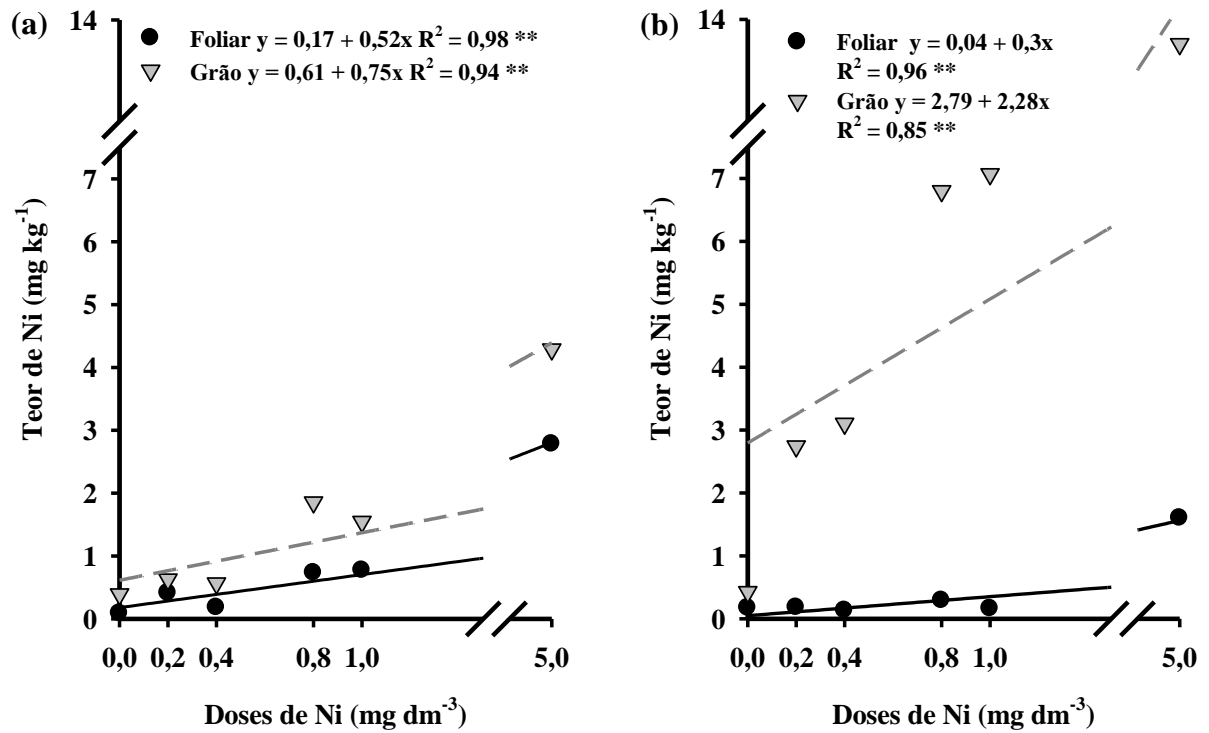 (a)
14
Foliar y = 0,17 + 0,52x R² = 0,98 **
Grão y = 0,61 + 0,75x R² = 0,94 **
7
6
5
4
3
2
1
0
Teor de Ni (mg kg⁻¹)
0,0 0,2 0,4 0,8 1,0 5,0
Doses de Ni (mg dm⁻³)
(b)
14
Foliar y = 0,04 + 0,3x
R² = 0,96 **
Grão y = 2,79 + 2,28x
R² = 0,85 **
7
6
5
4
3
2
1
0
Teor de Ni (mg kg⁻¹)
0,0 0,2 0,4 0,8 1,0 5,0
Doses de Ni (mg dm⁻³)